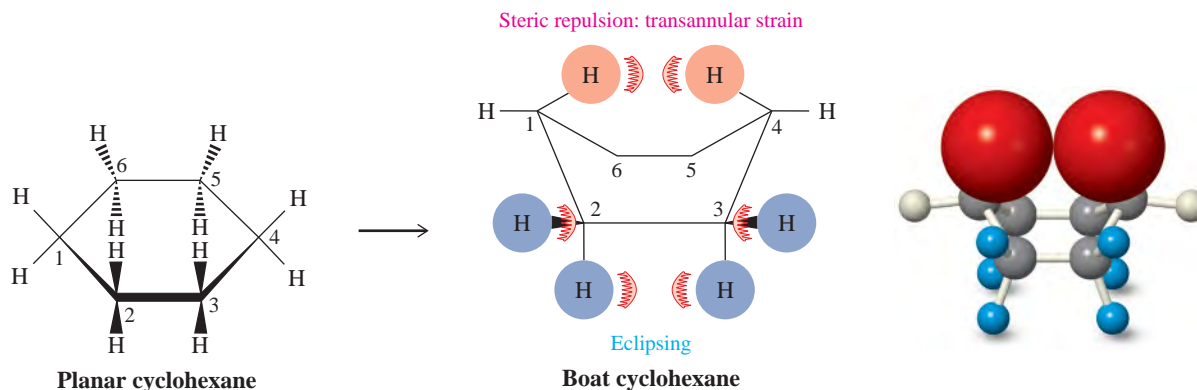 Steric repulsion: transannular strain
H H
H 1 4 H
6 5
H 2 3 H
H H
Eclipsing
Boat cyclohexane
H H
6 5
H H H H
H H
1 4
H H
2 3
H H
Planar cyclohexane